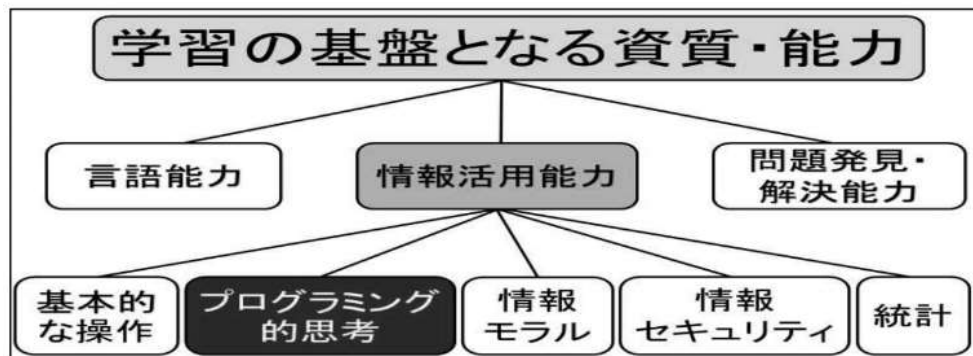 学習の基盤となる資質・能力
言語能力
情報活用能力
問題発見・
解決能力
基本的
な操作
プログラミング
的思考
情報
モラル
情報
セキュリティ
統計